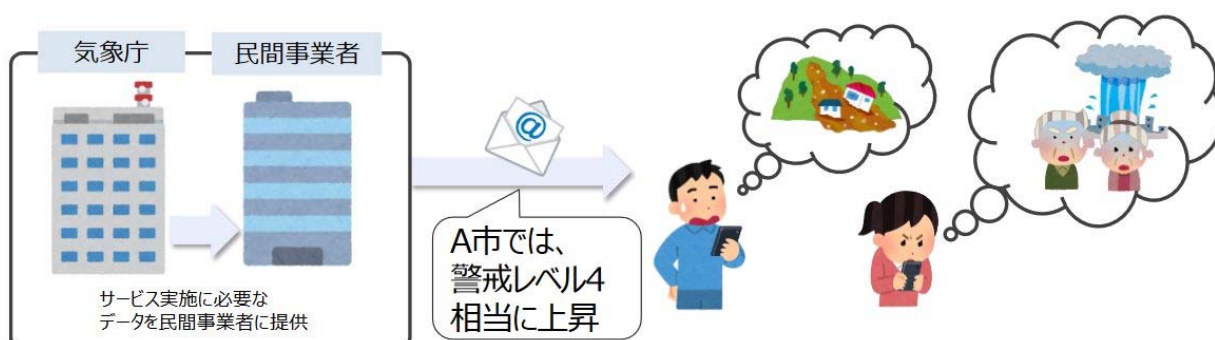 気象庁
民間事業者
@
サービス実施に必要な
データを民間事業者に提供
A市では、
警戒レベル4
相当に上昇